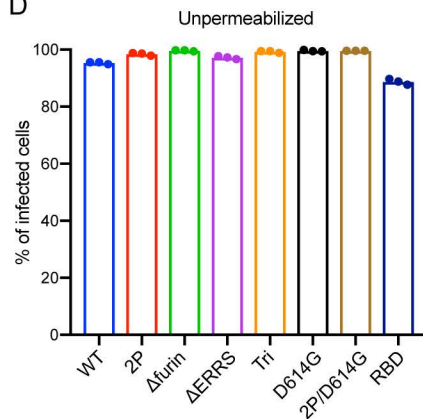 D
Unpermeabilized
% of infected cells
100
80
60
40
20
0
WT
2P
Δfurin
ΔERRS
Tri
D614G
2P/D614G
RBD